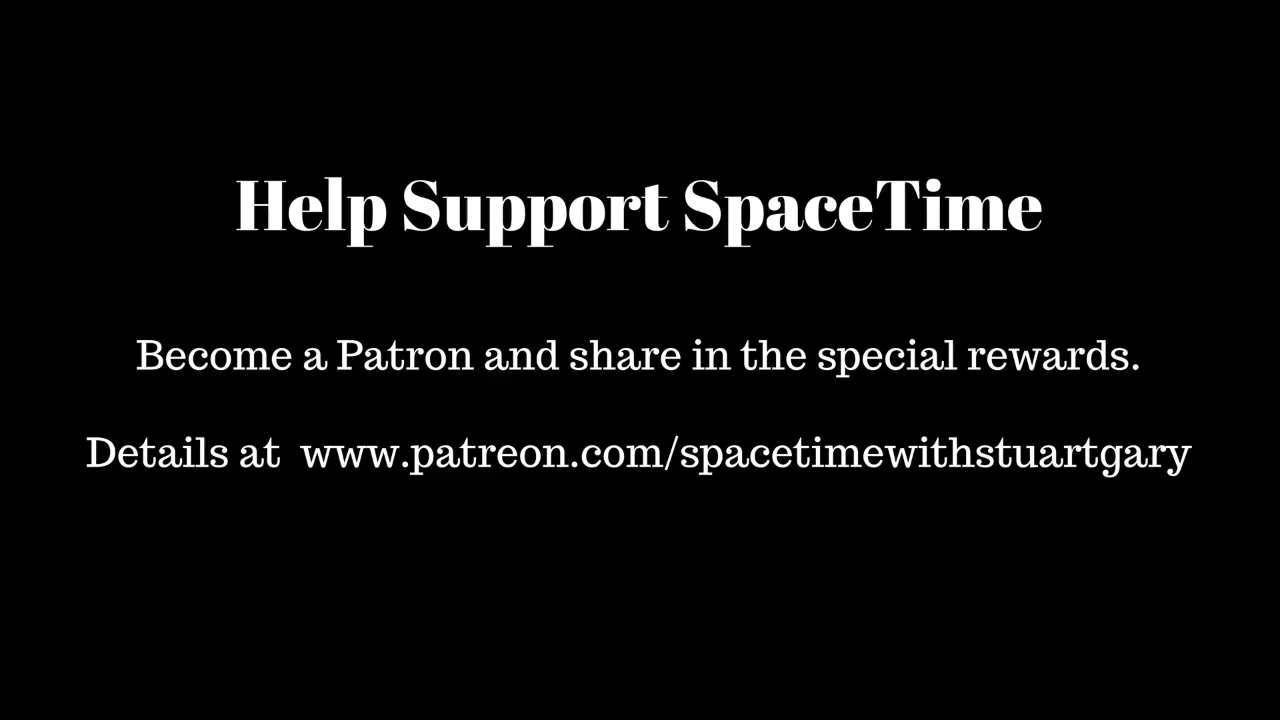 Help Support SpaceTime
Become a Patron and share in the special rewards.
Details at  www.patreon.com/spacetimewithstuartgary